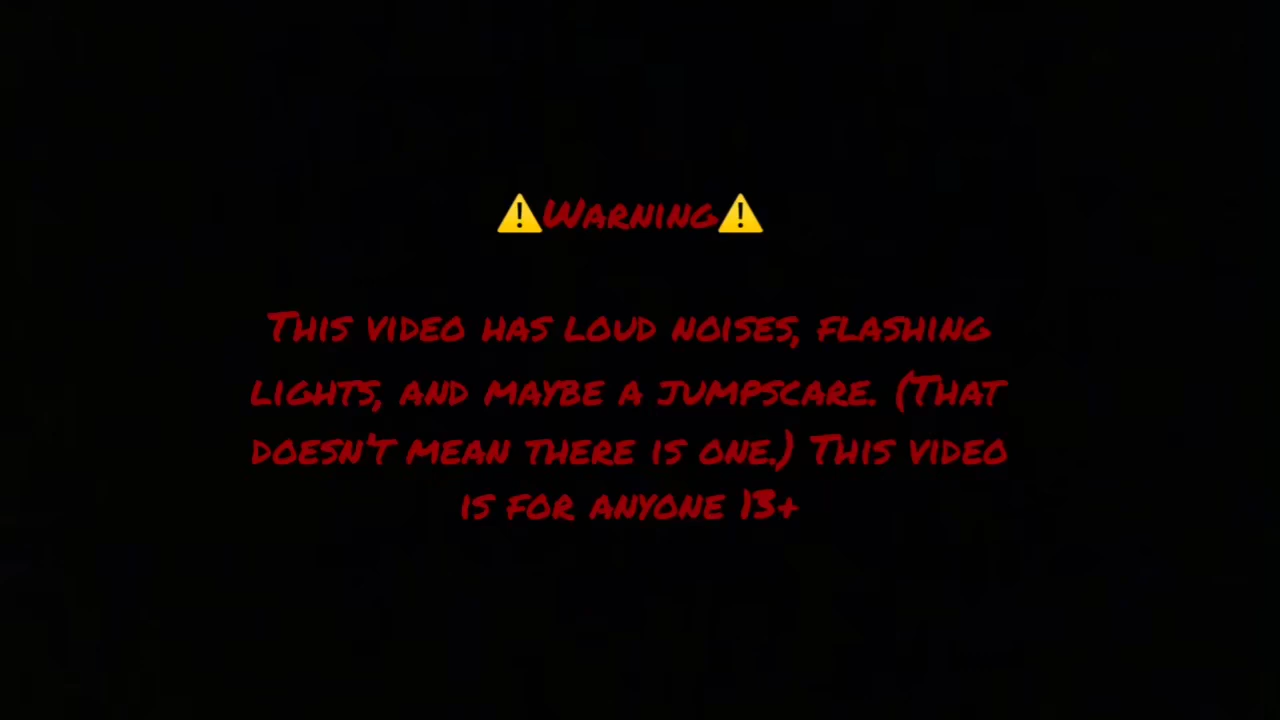 ⚠️Warning⚠️
This video has loud noises, flashing
lights, and maybe a jumpscare. (That
doesn't mean there is one.) This video
is for anyone 13+